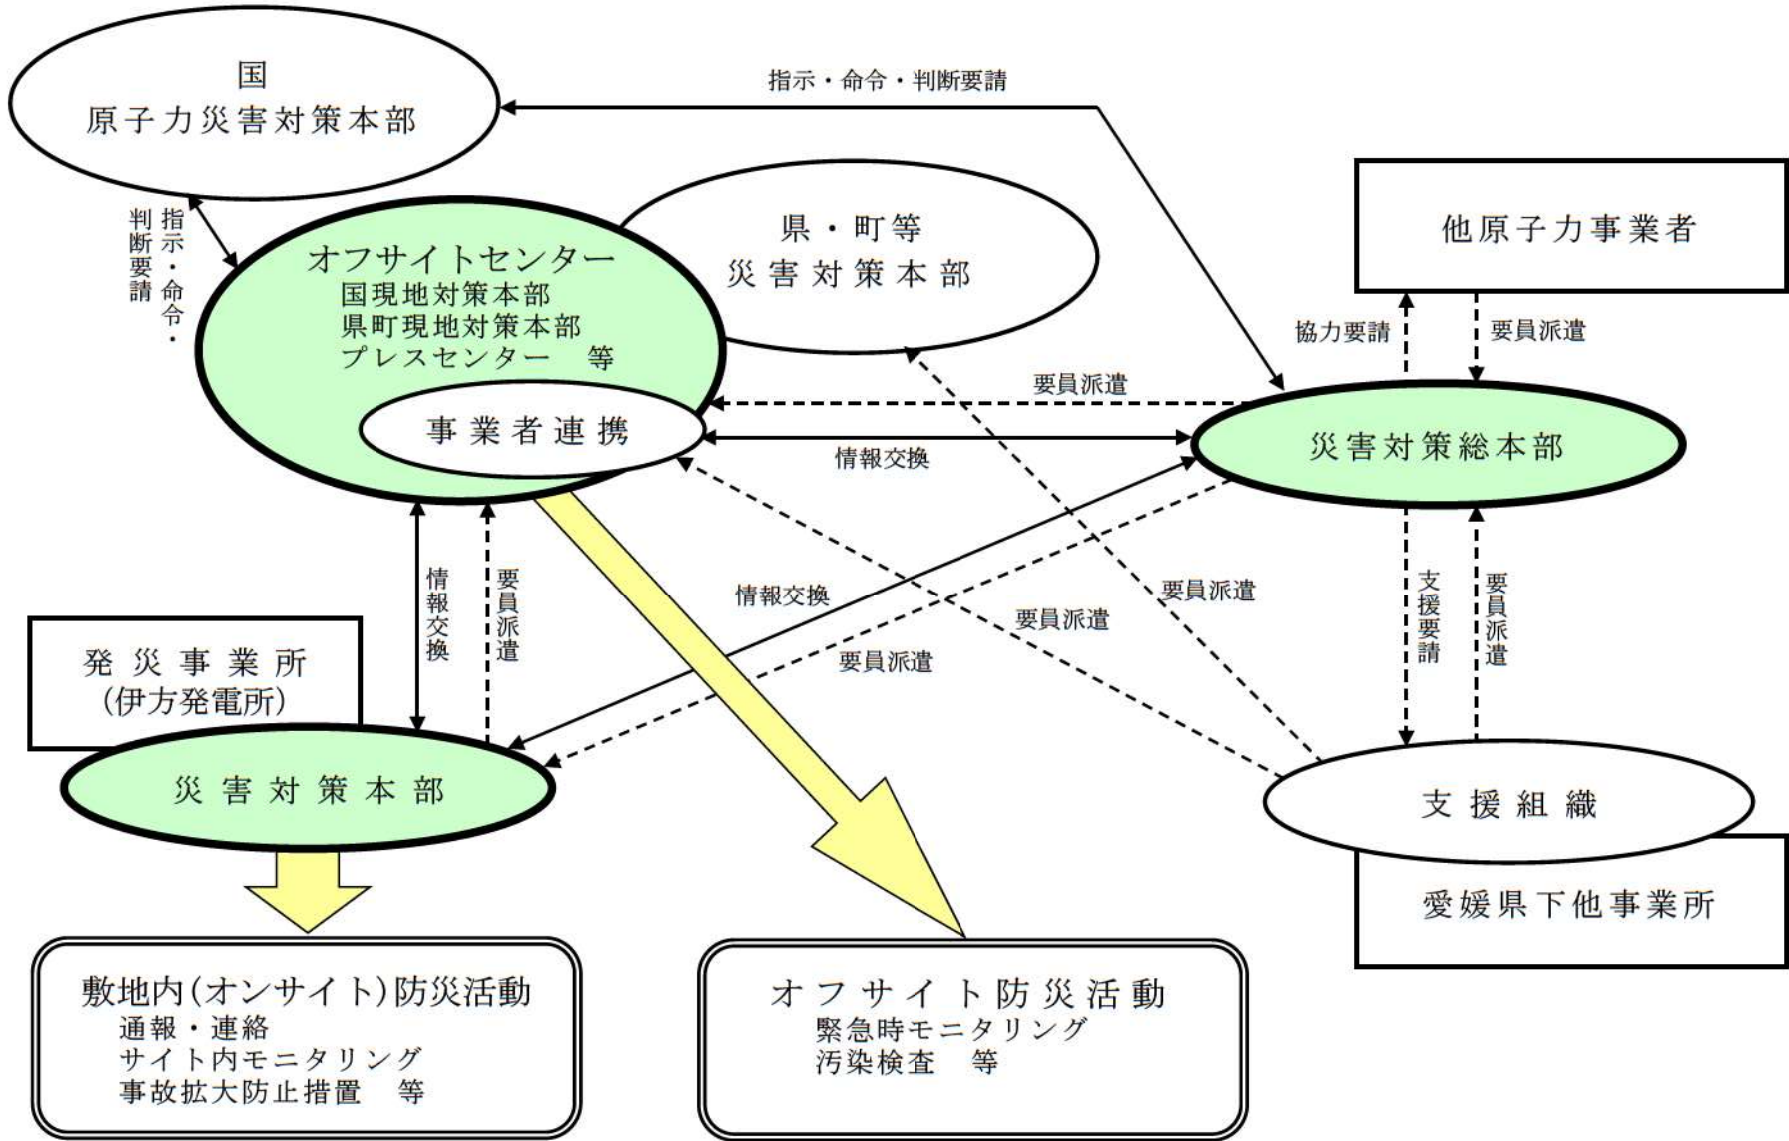 国
原子力災害対策本部
指示・命令・判断要請
指示・命令・
判断要請
オフサイトセンター
国現地対策本部
県町現地対策本部
プレスセンター　等
事業者連携
県・町等
災害対策本部
他原子力事業者
協力要請
要員派遣
要員派遣
情報交換
災害対策総本部
情報交換
要員派遣
情報交換
要員派遣
要員派遣
要員派遣
支援要請
要員派遣
発災事業所
(伊方発電所)
災害対策本部
支援組織
愛媛県下他事業所
敷地内(オンサイト)防災活動
通報・連絡
サイト内モニタリング
事故拡大防止措置　等
オフサイト防災活動
緊急時モニタリング
汚染検査　等